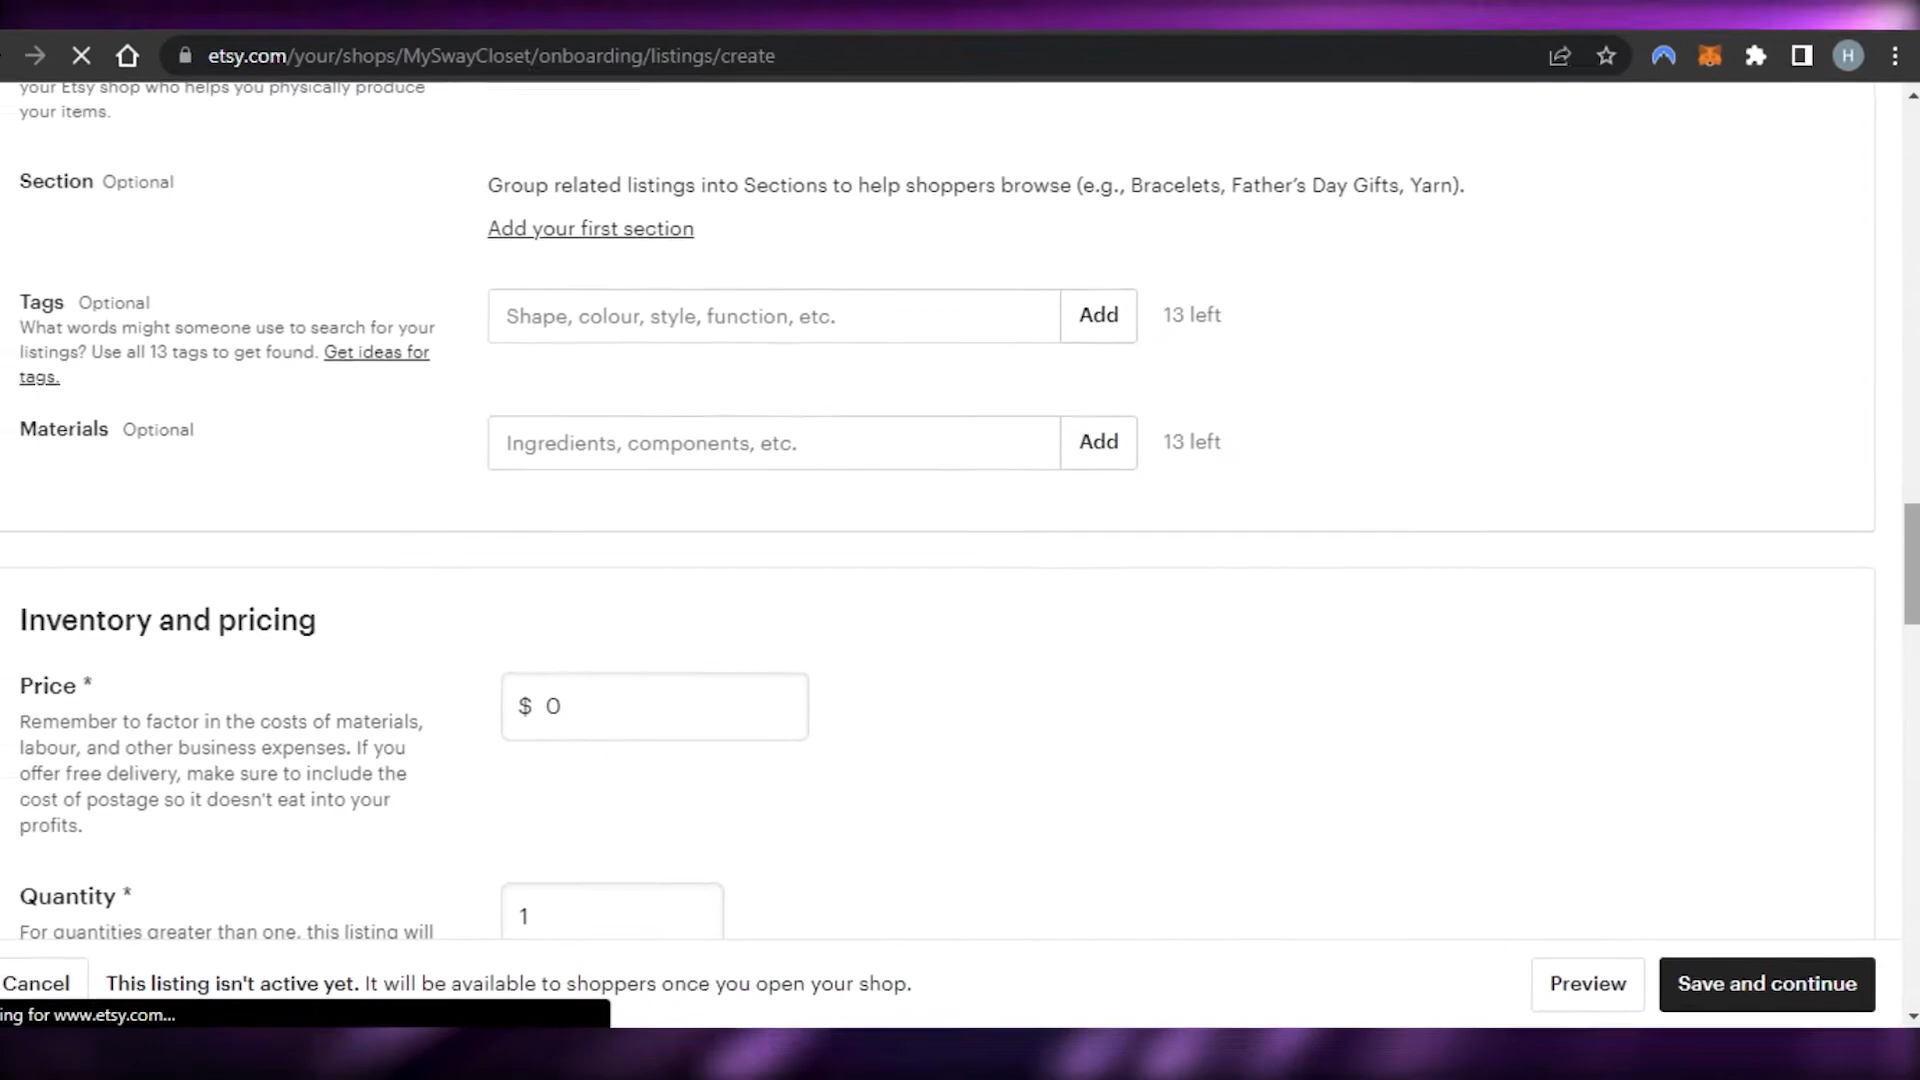 etsy.com/your/shops/MySwayCloset/onboarding/listings/create
H
your Etsy shop who helps you physically produce
your items.
Section Optional
Group related listings into Sections to help shoppers browse (e.g., Bracelets, Father's Day Gifts, Yarn).
Add your first section
Tags Optional
What words might someone use to search for your
listings? Use all 13 tags to get found. Get ideas for
tags.
Shape, colour, style, function, etc.
Add
13 left
Materials Optional
Ingredients, components, etc.
Add
13 left
Inventory and pricing
Price *
Remember to factor in the costs of materials,
labour, and other business expenses. If you
offer free delivery, make sure to include the
cost of postage so it doesn't eat into your
profits.
$ 0
Quantity *
For quantities greater than one, this listing will
1
Cancel
This listing isn't active yet. It will be available to shoppers once you open your shop.
Preview
Save and continue
ing for www.etsy.com...